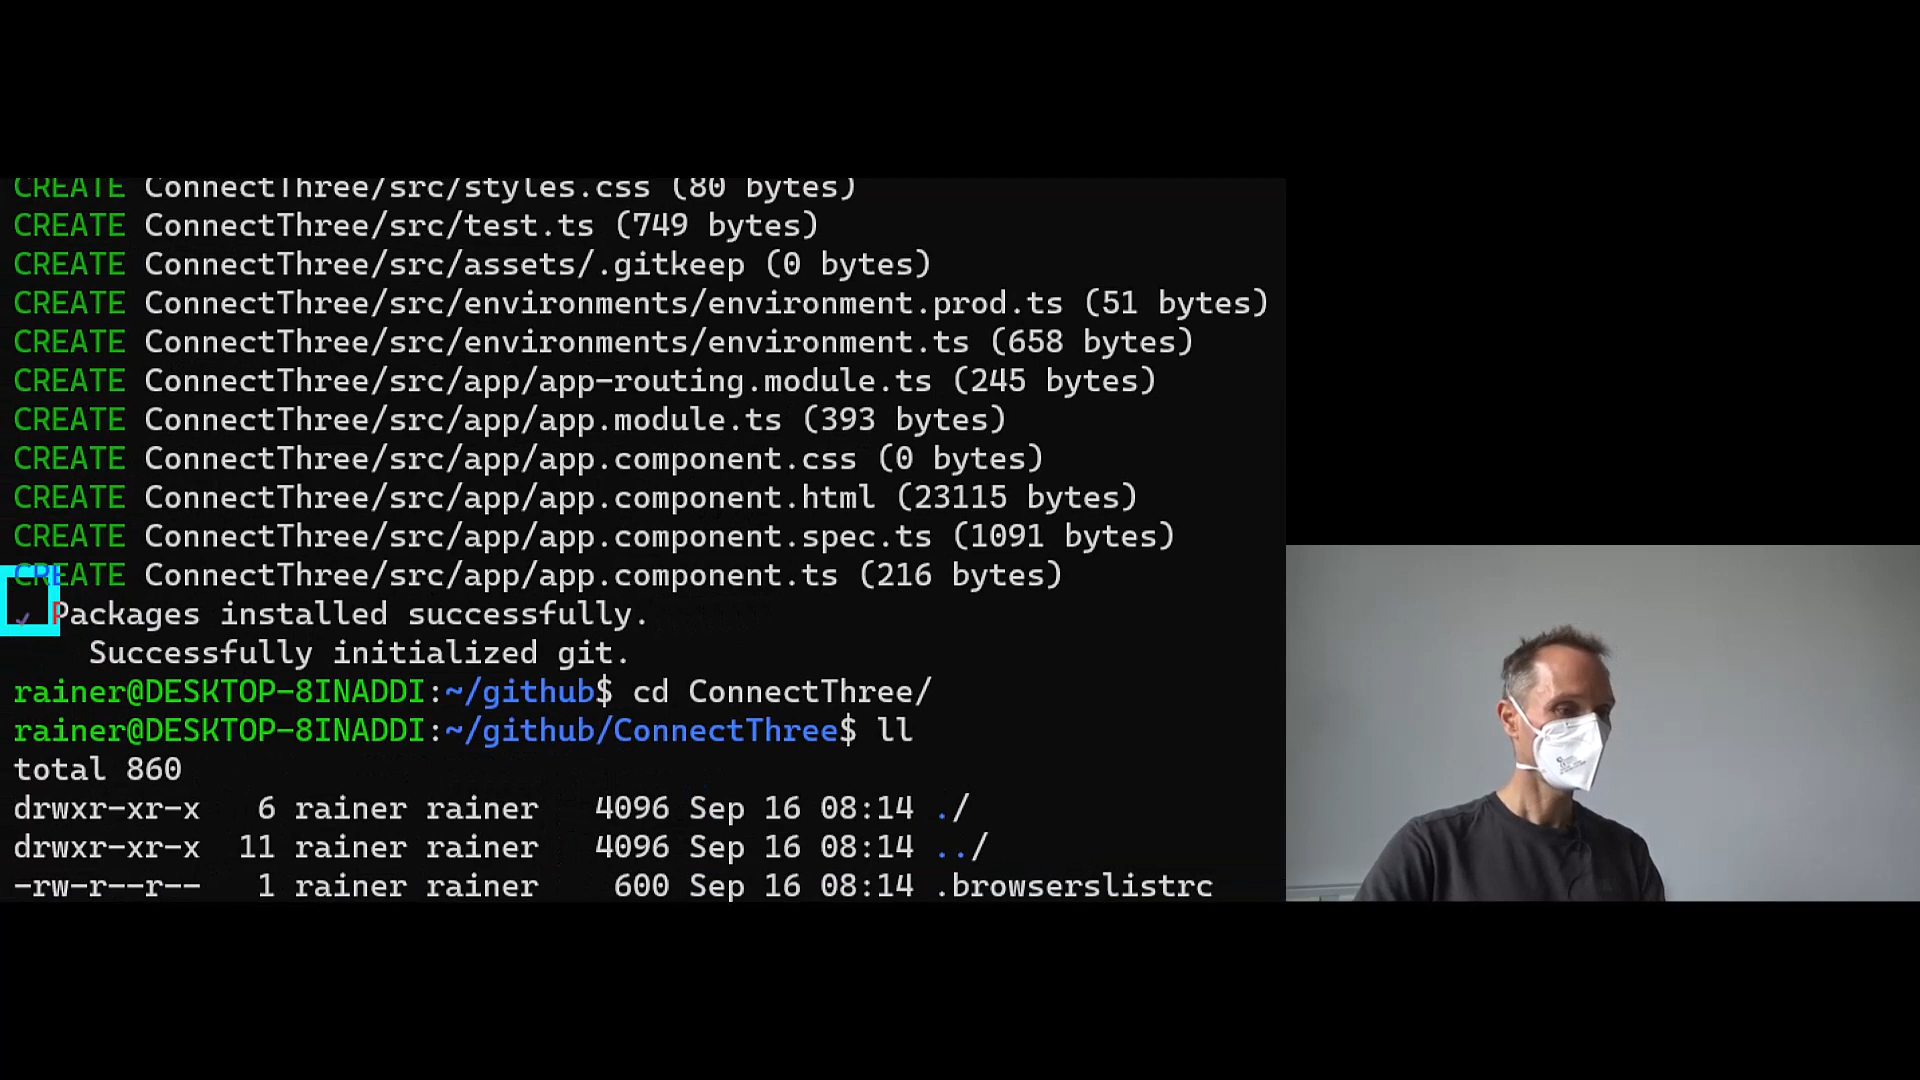 CREATE ConnectThree/src/styles.css (80 bytes)
CREATE ConnectThree/src/test.ts (749 bytes)
CREATE ConnectThree/src/assets/.gitkeep (0 bytes)
CREATE ConnectThree/src/environments/environment.prod.ts (51 bytes)
CREATE ConnectThree/src/environments/environment.ts (658 bytes)
CREATE ConnectThree/src/app/app-routing.module.ts (245 bytes)
CREATE ConnectThree/src/app/app.module.ts (393 bytes)
CREATE ConnectThree/src/app/app.component.css (0 bytes)
CREATE ConnectThree/src/app/app.component.html (23115 bytes)
CREATE ConnectThree/src/app/app.component.spec.ts (1091 bytes)
CREATE ConnectThree/src/app/app.component.ts (216 bytes)
✓ Packages installed successfully.
Successfully initialized git.
rainer@DESKTOP-8INADDI:~/github$ cd ConnectThree/
rainer@DESKTOP-8INADDI:~/github/ConnectThree$ ll
total 860
drwxr-xr-x 6 rainer rainer 4096 Sep 16 08:14 ./
drwxr-xr-x 11 rainer rainer 4096 Sep 16 08:14 ../
-rw-r--r-- 1 rainer rainer 600 Sep 16 08:14 .browserslistrc